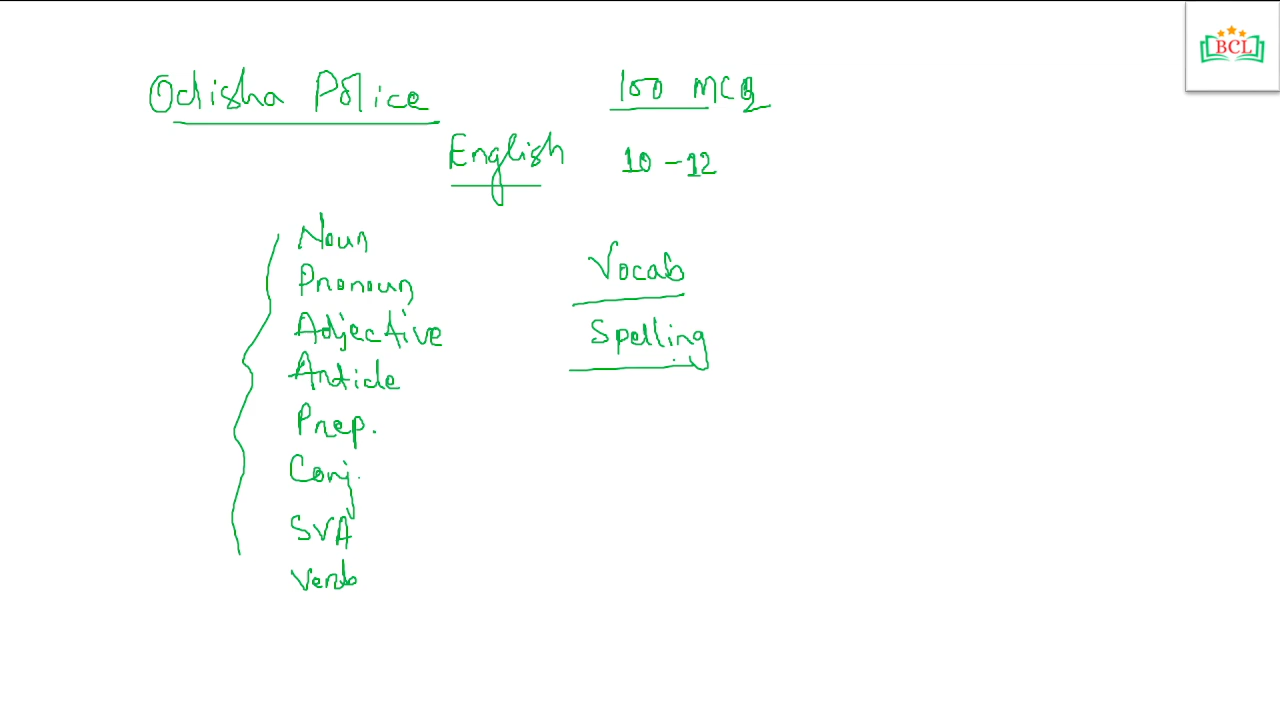 BCL
Odisha Police 100 MCQ
English 10-12
Noun
Pronoun
Adjective
Article
Prep.
Conj.
SVA
Verb
Vocab
Spelling